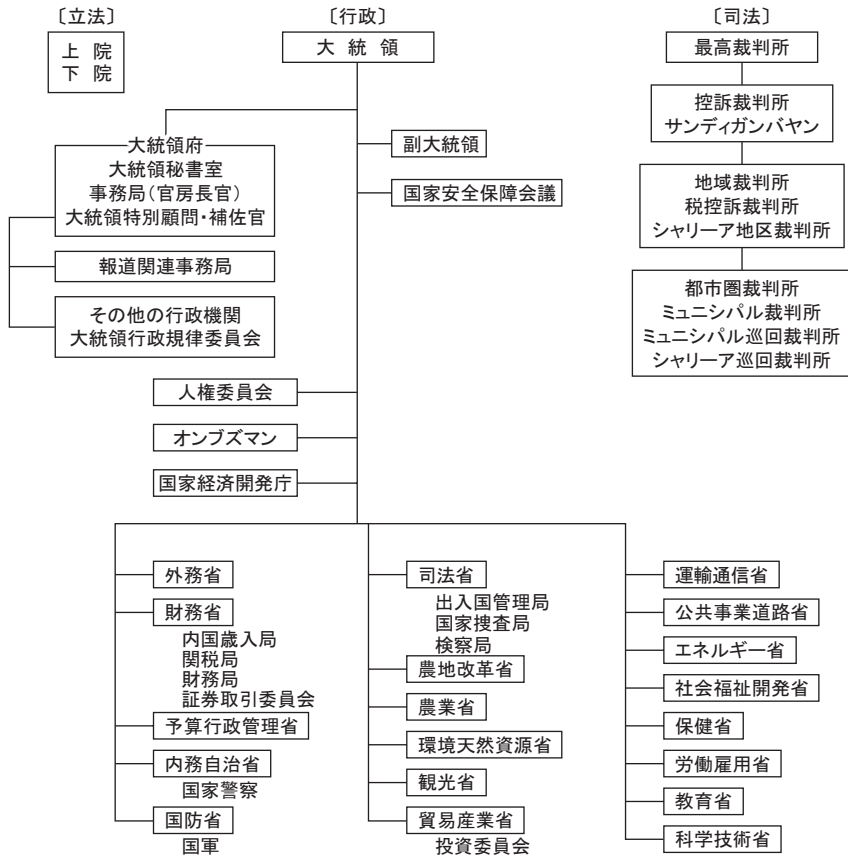 〔立法〕
上 院
下 院
〔行政〕
大 統 領
大統領府
大統領秘書室
事務局(官房長官)
大統領特別顧問・補佐官
報道関連事務局
その他の行政機関
大統領行政規律委員会
副大統領
国家安全保障会議
人権委員会
オンブズマン
国家経済開発庁
〔司法〕
最高裁判所
控訴裁判所
サンディガンバヤン
地域裁判所
税控訴裁判所
シャリーア地区裁判所
都市圏裁判所
ミュニシパル裁判所
ミュニシパル巡回裁判所
シャリーア巡回裁判所
外務省
財務省
内国歳入局
関税局
財務局
証券取引委員会
予算行政管理省
内務自治省
国家警察
国防省
国軍
司法省
出入国管理局
国家捜査局
検察局
農地改革省
農業省
環境天然資源省
観光省
貿易産業省
投資委員会
運輸通信省
公共事業道路省
エネルギー省
社会福祉開発省
保健省
労働雇用省
教育省
科学技術省